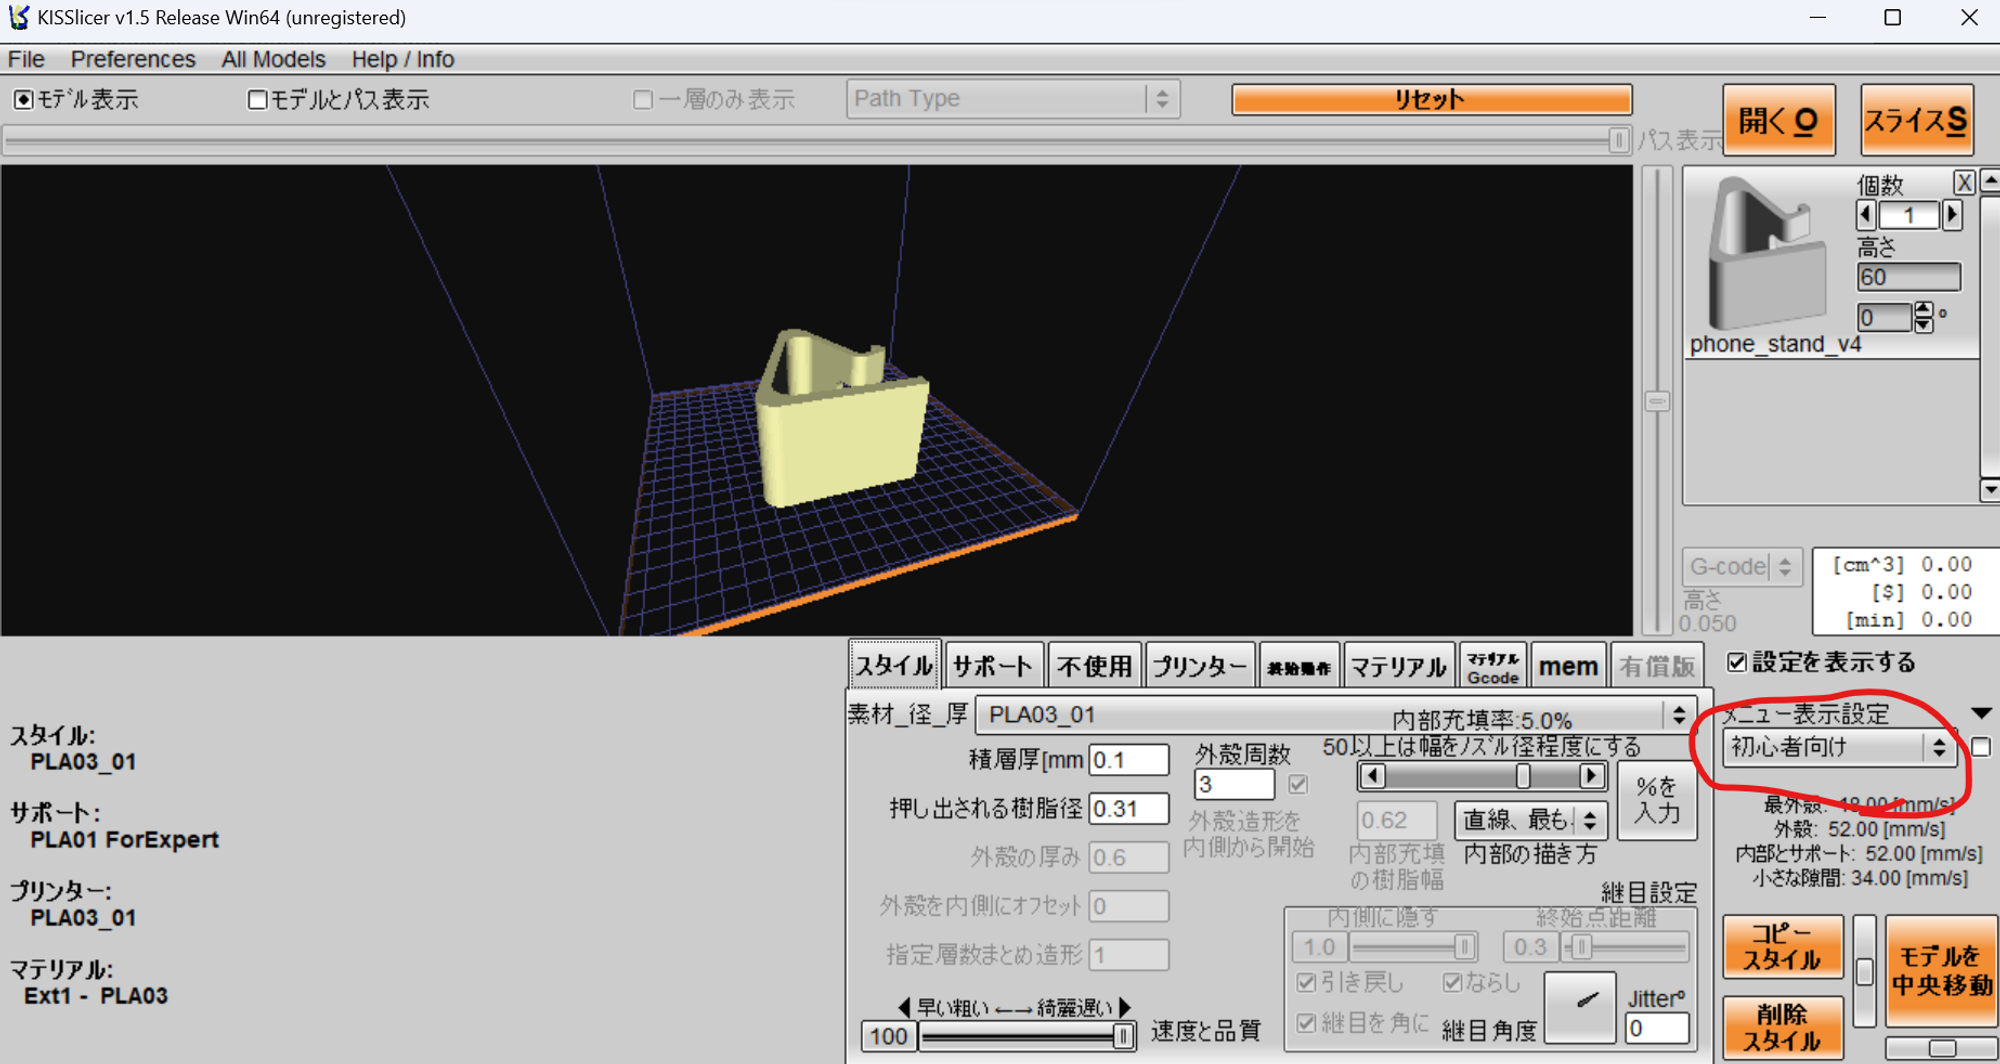 KISSlicer v1.5 Release Win64 (unregistered)
File Preferences All Models Help / Info
モデル表示 モデルとパス表示 一層のみ表示 Path Type リセット
開く O スライスS
パス表示
個数 X
1
高さ
60
0 °
phone_stand_v4
G-code
高さ
0.050
[cm^3] 0.00
[$] 0.00
[min] 0.00
スタイル サポート 不使用 プリンター 終始動作 マテリアル マテリアル Gcode mem 有償版
設定を表示する
スタイル:
PLA03_01
サポート:
PLA01 ForExpert
プリンター:
PLA03_01
マテリアル:
Ext1 - PLA03
素材_径_厚 PLA03_01
内部充填率:5.0%
50以上は幅をノズル径程度にする
積層厚[mm 0.1
押し出される樹脂径 0.31
外殻の厚み 0.6
外殻を内側にオフセット 0
指定層数まとめ造形 1
早い粗い ←→ 綺麗遅い
100 速度と品質
外殻周数
3
外殻造形を
内側から開始
%を
入力
0.62
内部充填
の樹脂幅
直線、最も
内部の描き方
継目設定
内側に隠す 終始点距離
1.0 0.3
引き戻し ならし
継目を角に 継目角度
Jitter°
0
メニュー表示設定
初心者向け
最外殻: 18.00 [mm/s]
外殻: 52.00 [mm/s]
内部とサポート: 52.00 [mm/s]
小さな隙間: 34.00 [mm/s]
コピー
スタイル
削除
スタイル
モデルを
中央移動